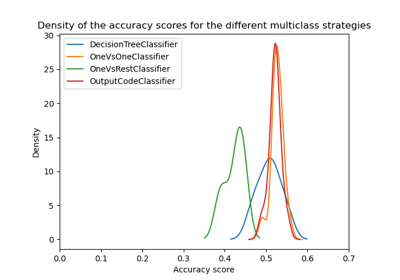 Density of the accuracy scores for the different multiclass strategies
30
25
20
15
10
5
0
Density
DecisionTreeClassifier
OneVsOneClassifier
OneVsRestClassifier
OutputCodeClassifier
0.0 0.1 0.2 0.3 0.4 0.5 0.6 0.7
Accuracy score